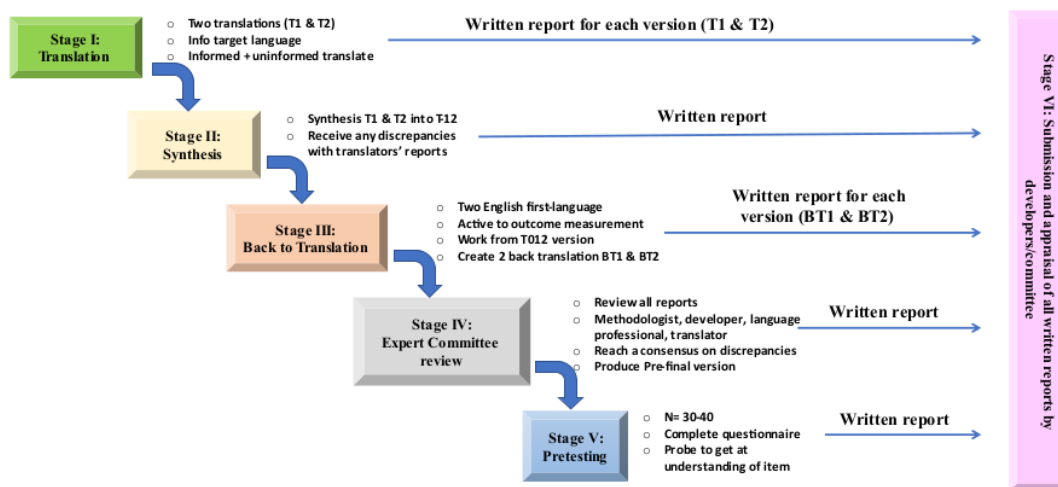 Stage I:
Translation
Two translations (T1 & T2)
Info target language
Informed + uninformed translate
Written report for each version (T1 & T2)
Stage II:
Synthesis
Synthesis T1 & T2 into T-12
Receive any discrepancies
with translators' reports
Written report
Stage III:
Back to Translation
Two English first-language
Active to outcome measurement
Work from T012 version
Create 2 back translation BT1 & BT2
Written report for each
version (BT1 & BT2)
Stage IV:
Expert Committee
review
Review all reports
Methodologist, developer, language
professional, translator
Reach a consensus on discrepancies
Produce Pre-final version
Written report
Stage V:
Pretesting
N= 30-40
Complete questionnaire
Probe to get at
understanding of item
Written report
Stage VI: Submission and appraisal of all written reports by
developers/committee